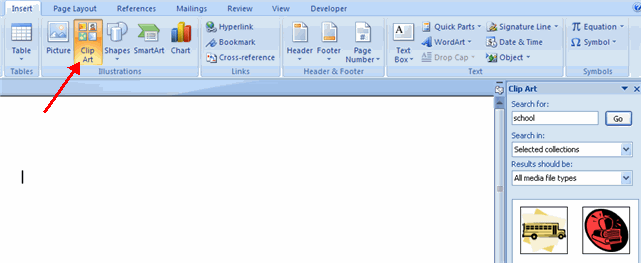 Insert Page Layout References Mailings Review View Developer
Table
Picture Clip Art Shapes SmartArt Chart
Hyperlink
Bookmark
Cross-reference
Header Footer Page Number
Text Box
Quick Parts
WordArt
Drop Cap
Signature Line
Date & Time
Object
Equation
Symbol
Tables Illustrations Links Header & Footer Text Symbols
Clip Art
Search for:
school Go
Search in:
Selected collections
Results should be:
All media file types